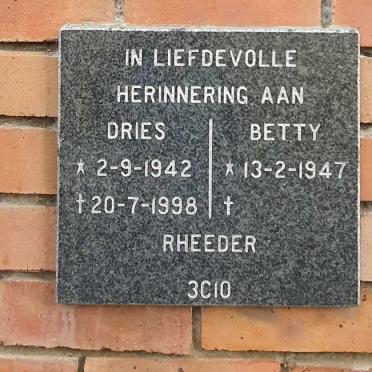 IN LIEFDEVOLLE
HERINNERING AAN
DRIES BETTY
* 2-9-1942 * 13-2-1947
† 20-7-1998 †
RHEEDER
3C10